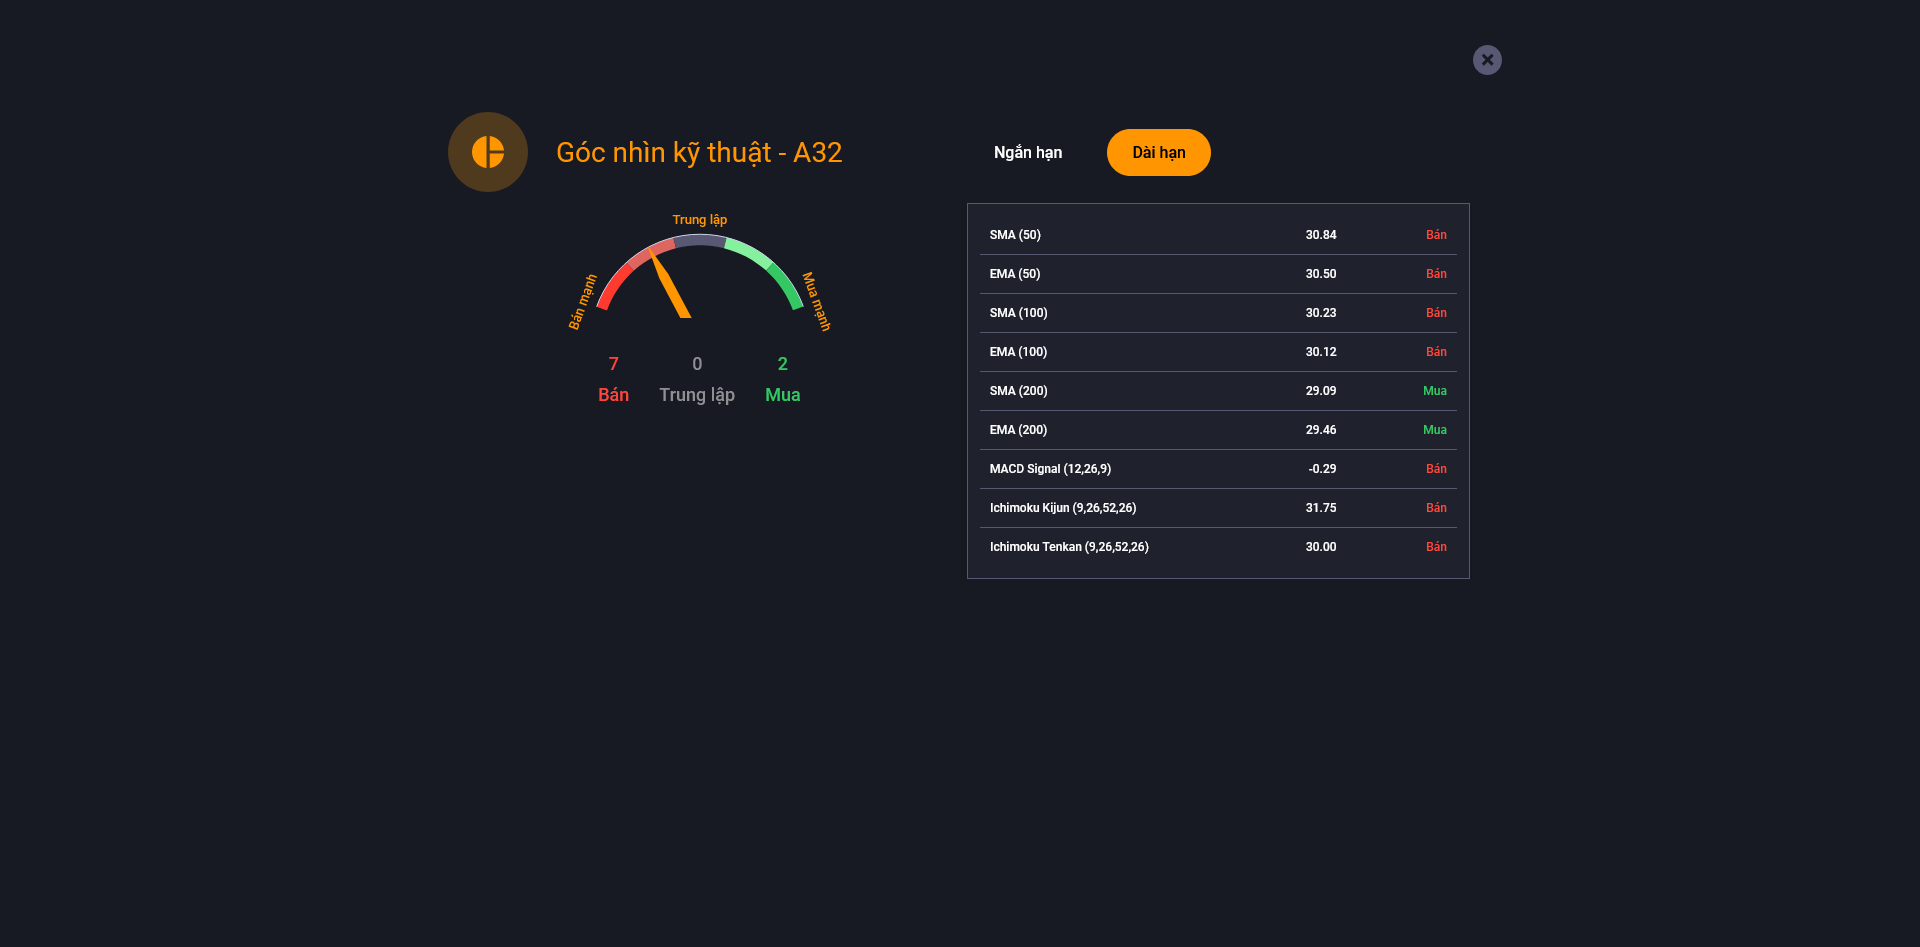 Góc nhìn kỹ thuật - A32
Ngắn hạn
Dài hạn
Trung lập
Bán mạnh
Mua mạnh
7 0 2
Bán Trung lập Mua
SMA (50) 30.84 Bán
EMA (50) 30.50 Bán
SMA (100) 30.23 Bán
EMA (100) 30.12 Bán
SMA (200) 29.09 Mua
EMA (200) 29.46 Mua
MACD Signal (12,26,9) -0.29 Bán
Ichimoku Kijun (9,26,52,26) 31.75 Bán
Ichimoku Tenkan (9,26,52,26) 30.00 Bán